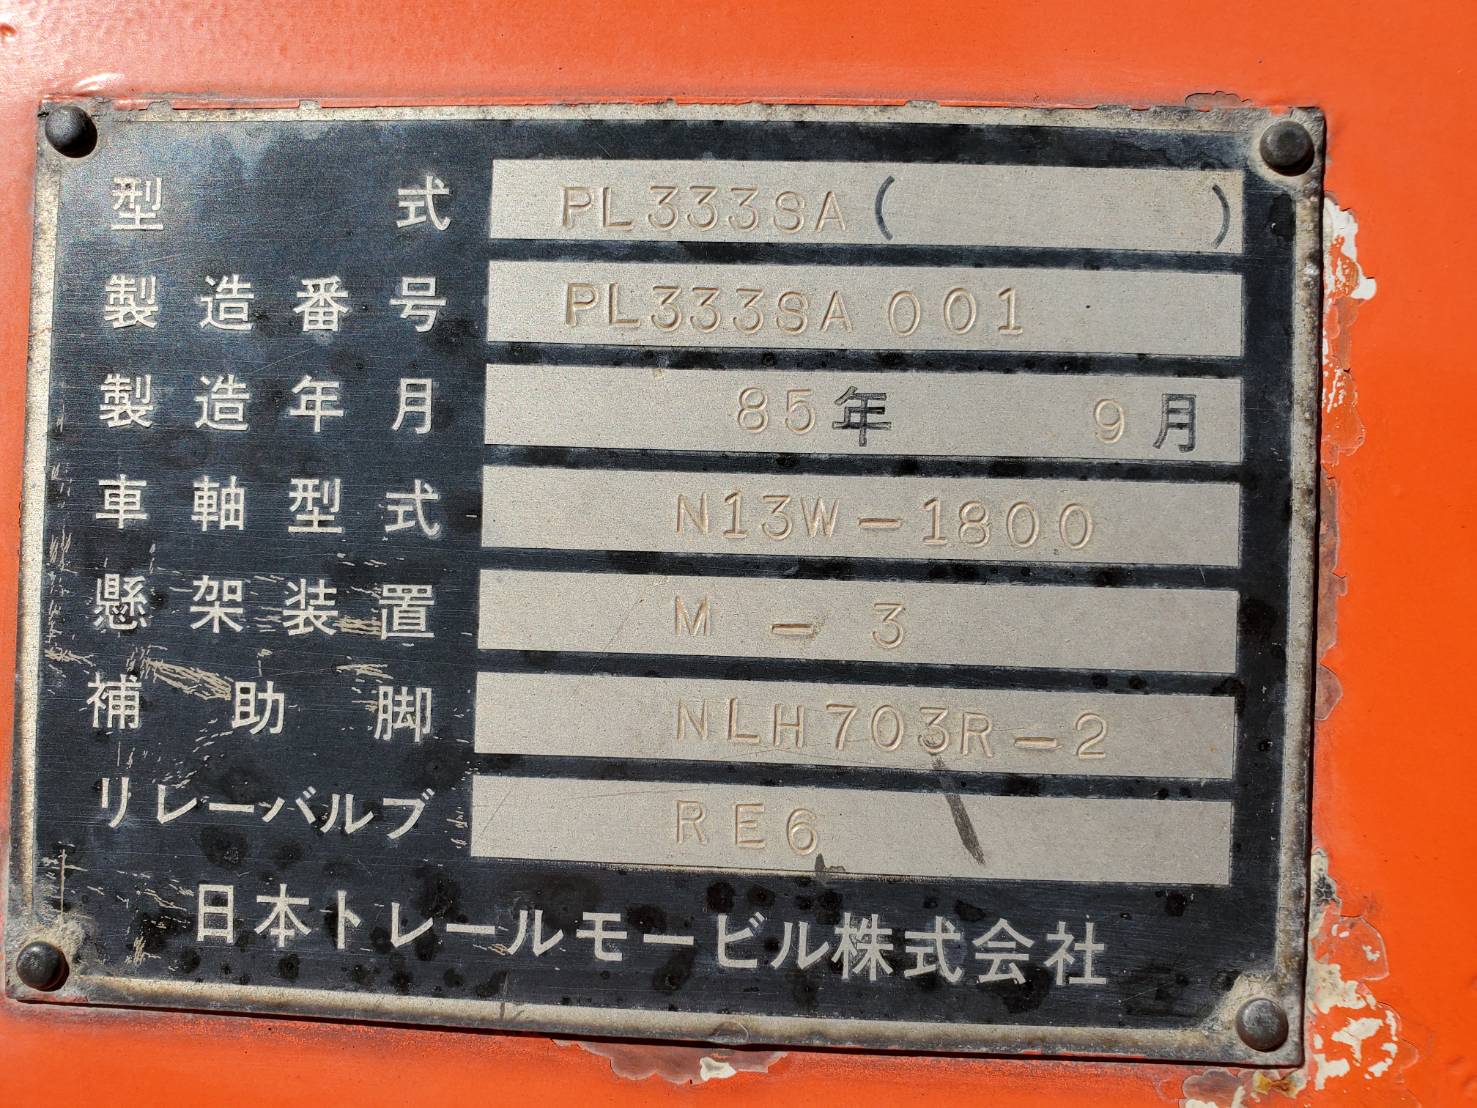 型式 PL333SA( )
製造番号 PL333SA001
製造年月 85年 9月
車軸型式 N13W-1800
懸架装置 M-3
補助脚 NLH703R-2
リレーバルブ RE6
日本トレールモービル株式会社